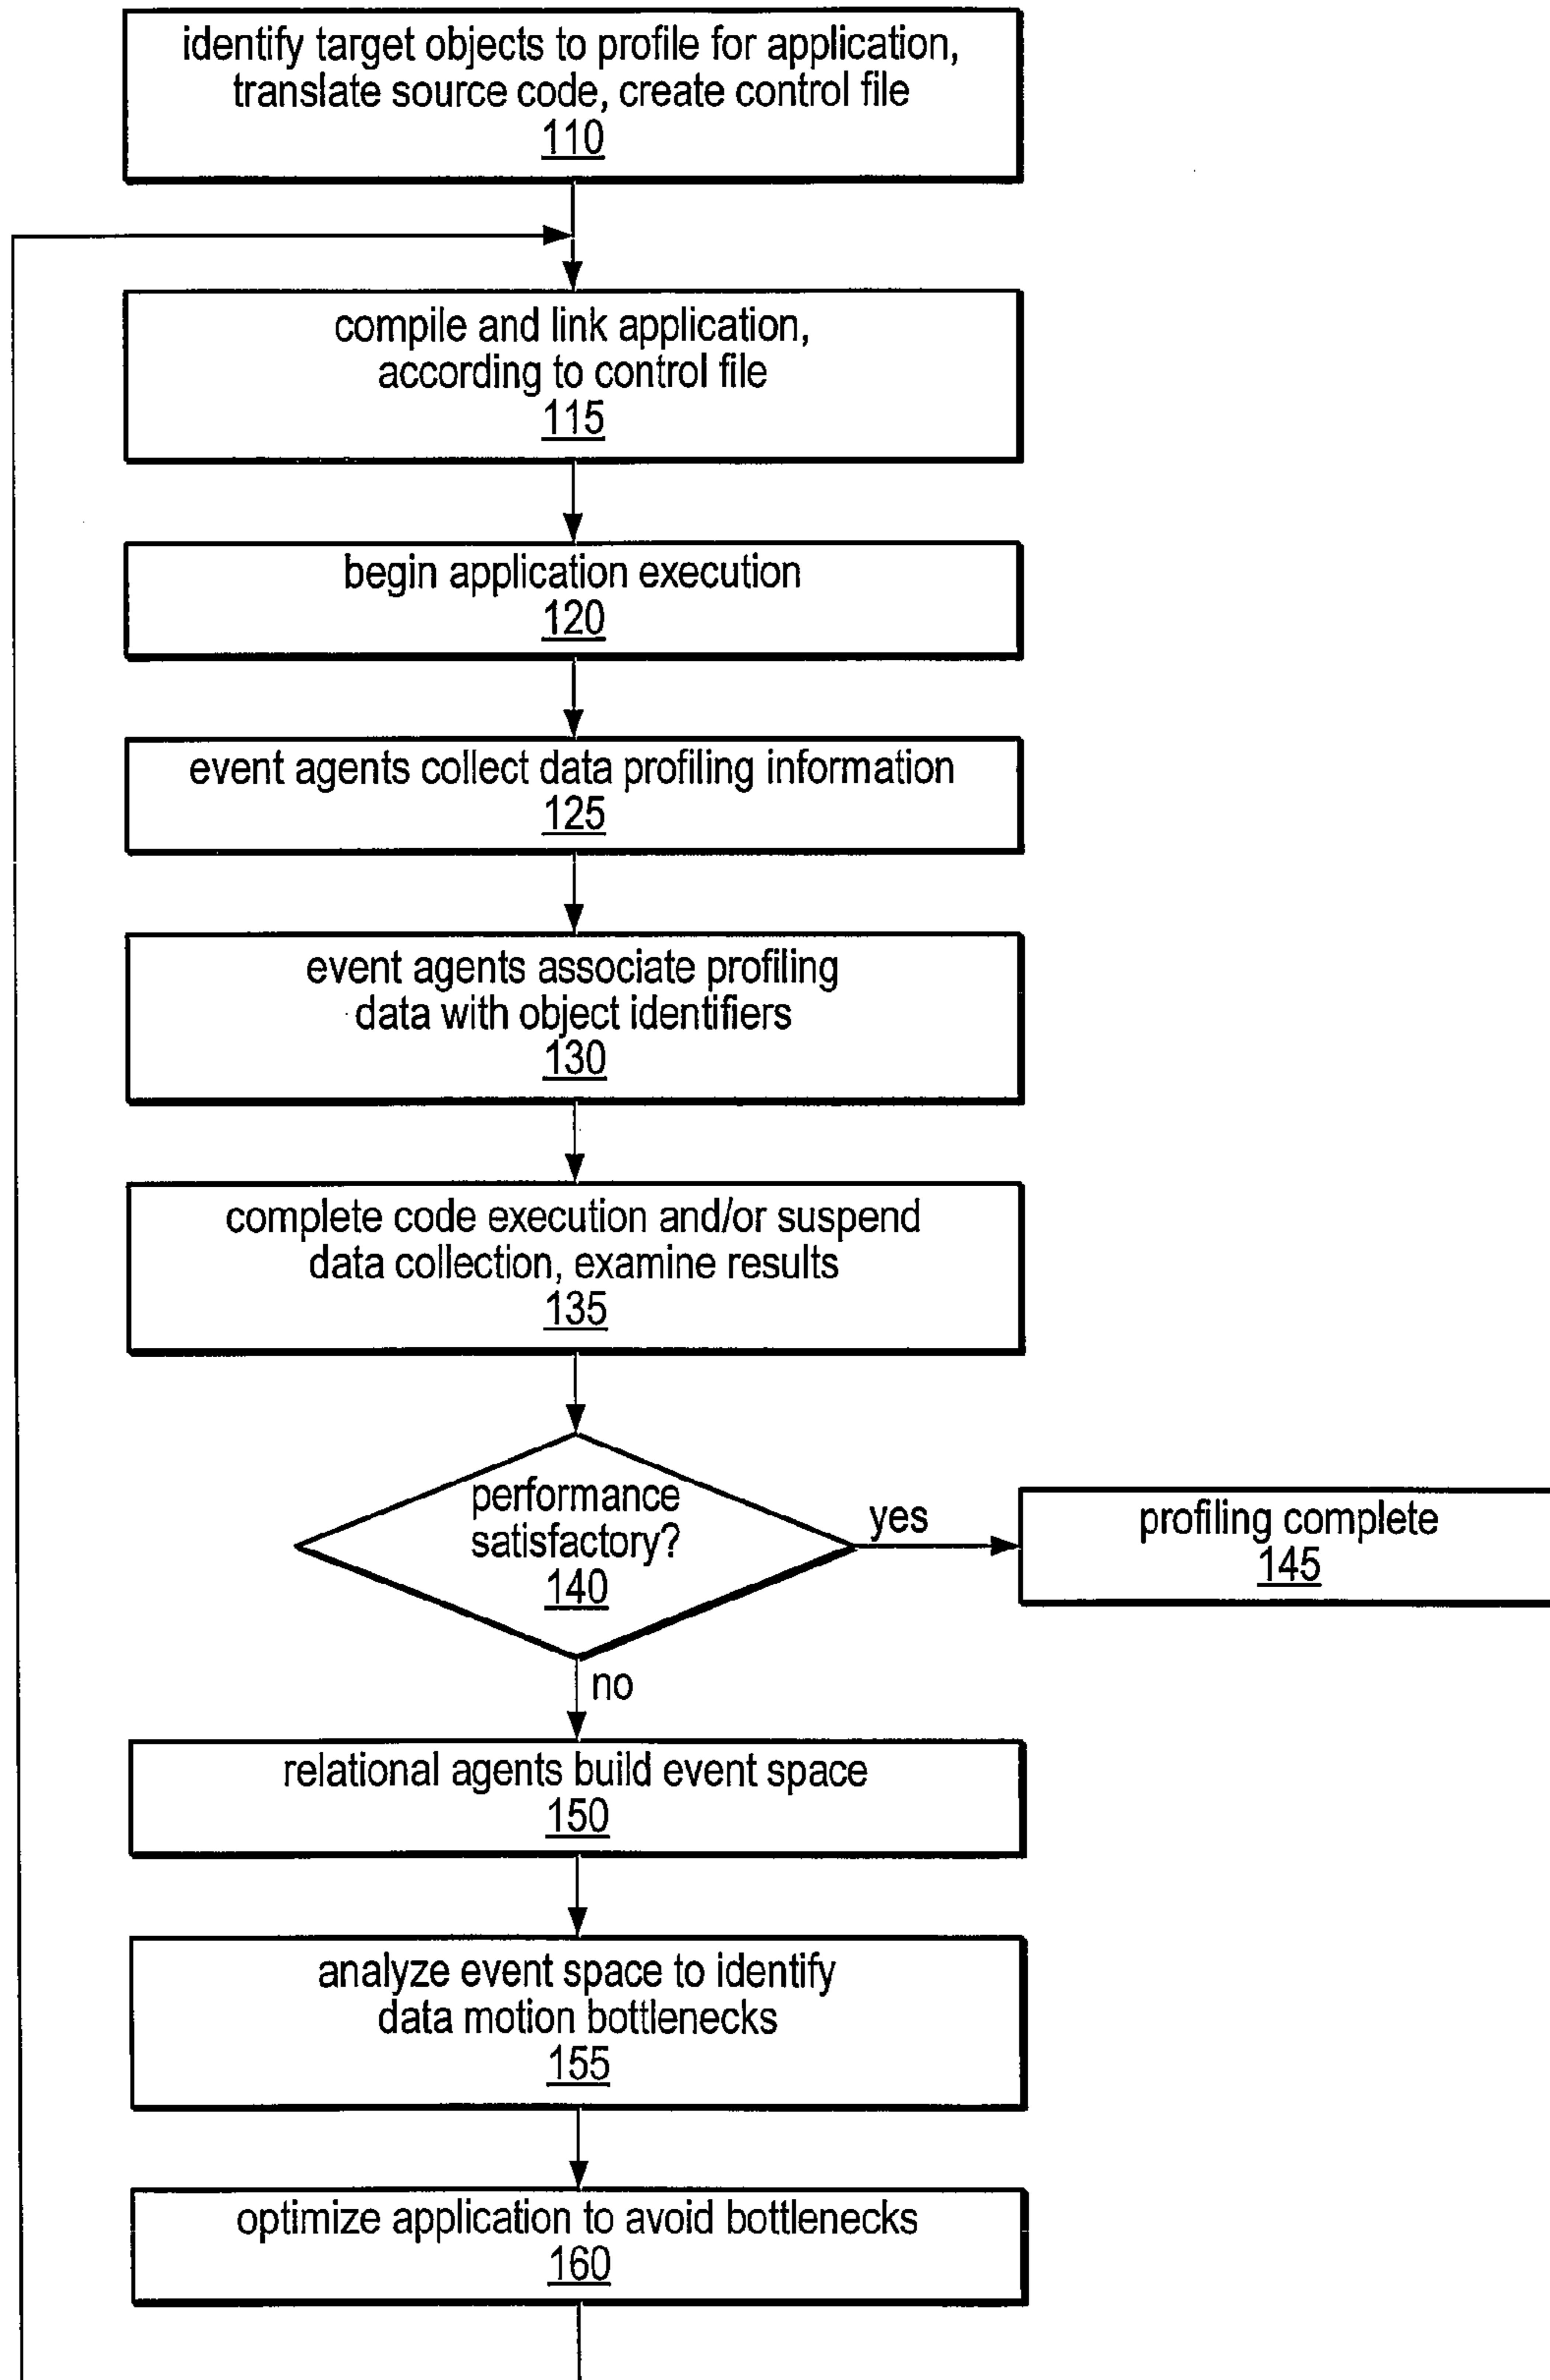 identify target objects to profile for application,
translate source code, create control file
110
compile and link application,
according to control file
115
begin application execution
120
event agents collect data profiling information
125
event agents associate profiling
data with object identifiers
130
complete code execution and/or suspend
data collection, examine results
135
performance
satisfactory?
140
yes
profiling complete
145
no
relational agents build event space
150
analyze event space to identify
data motion bottlenecks
155
optimize application to avoid bottlenecks
160